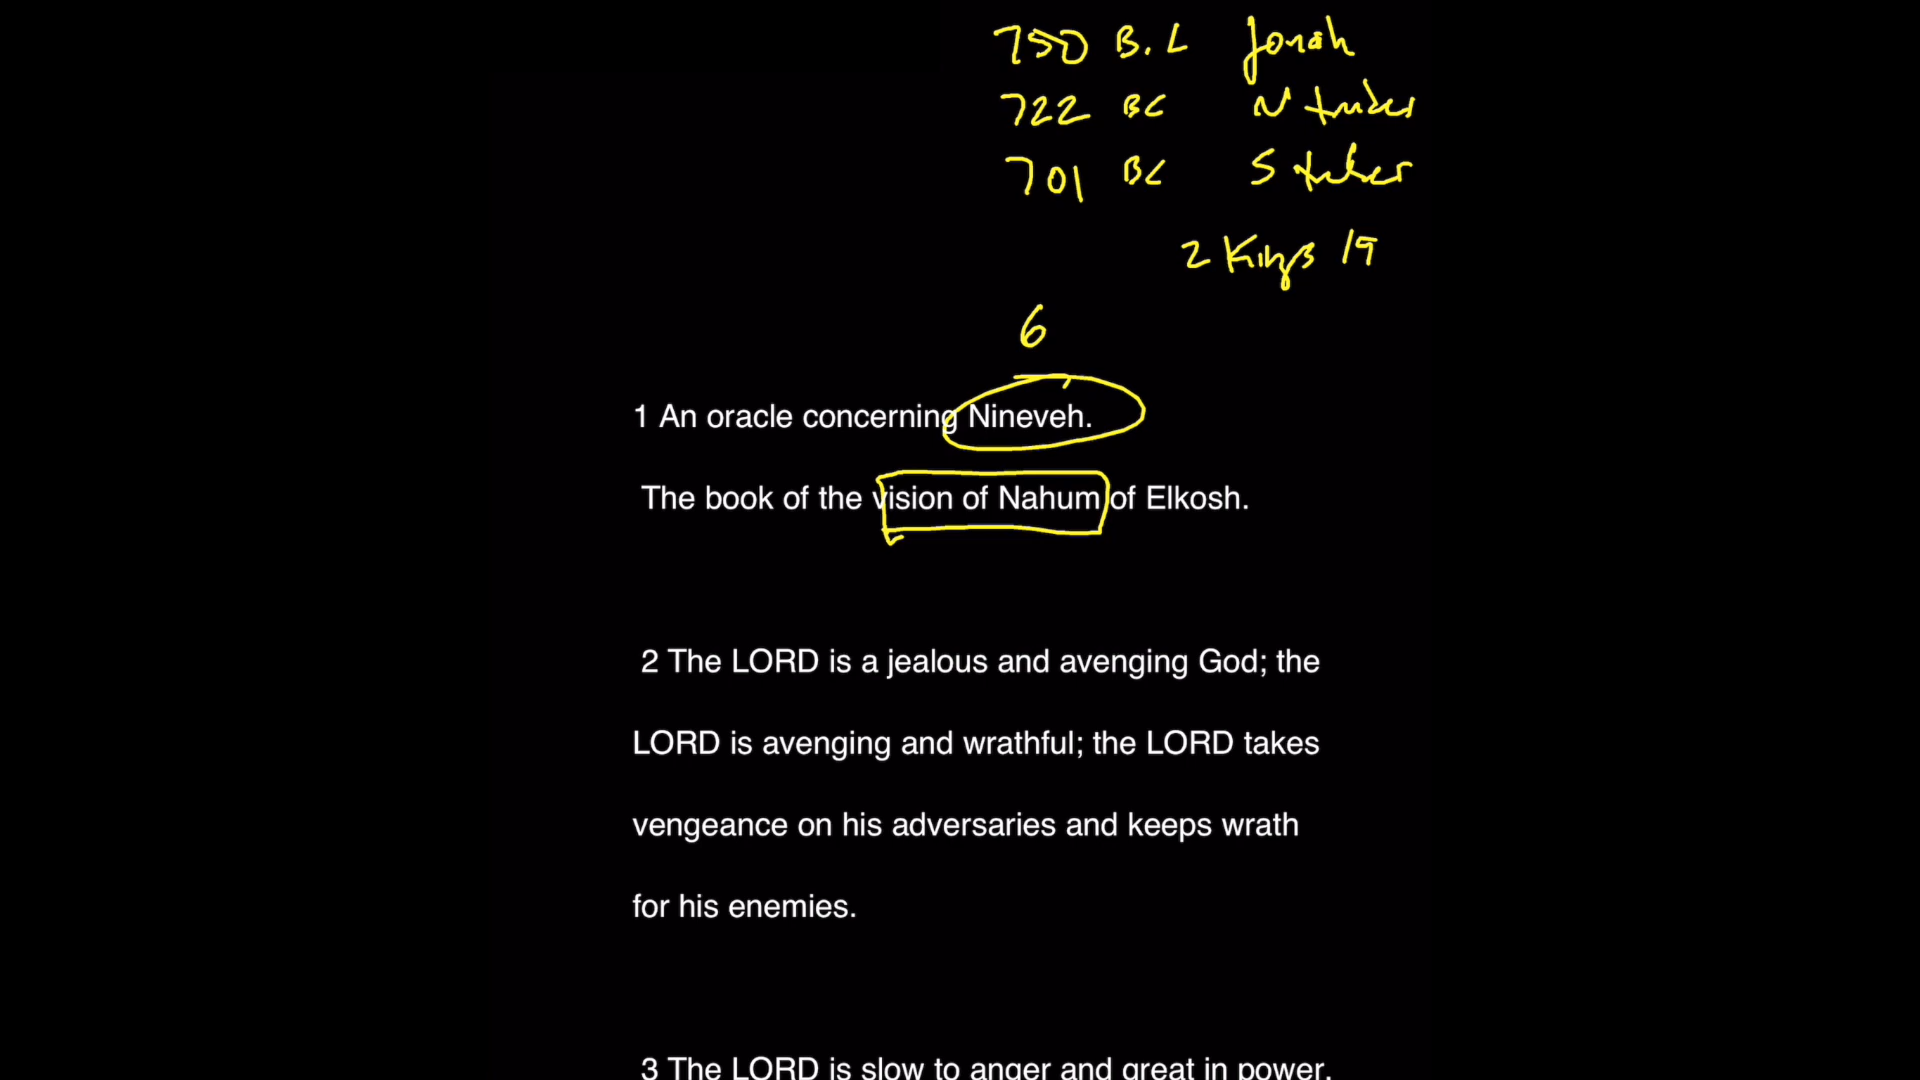 750 B.C Jonah
722 BC N tribes
701 BC S tribes
2 Kings 19
6
1 An oracle concerning Nineveh.
The book of the vision of Nahum of Elkosh.
2 The LORD is a jealous and avenging God; the
LORD is avenging and wrathful; the LORD takes
vengeance on his adversaries and keeps wrath
for his enemies.
3 The LORD is slow to anger and great in power,